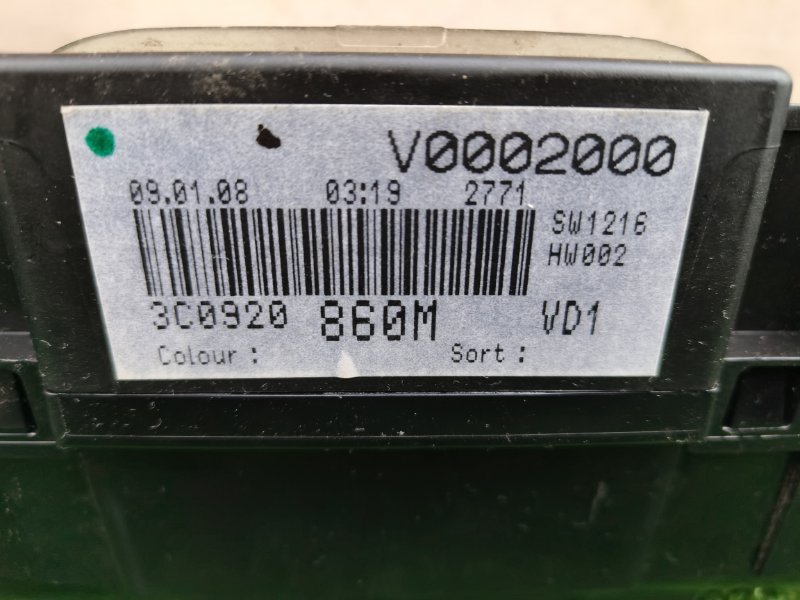 V0002000
09.01.08 03:19 2771
SW1216
HW002
3C0920 860M VD1
Colour : Sort :